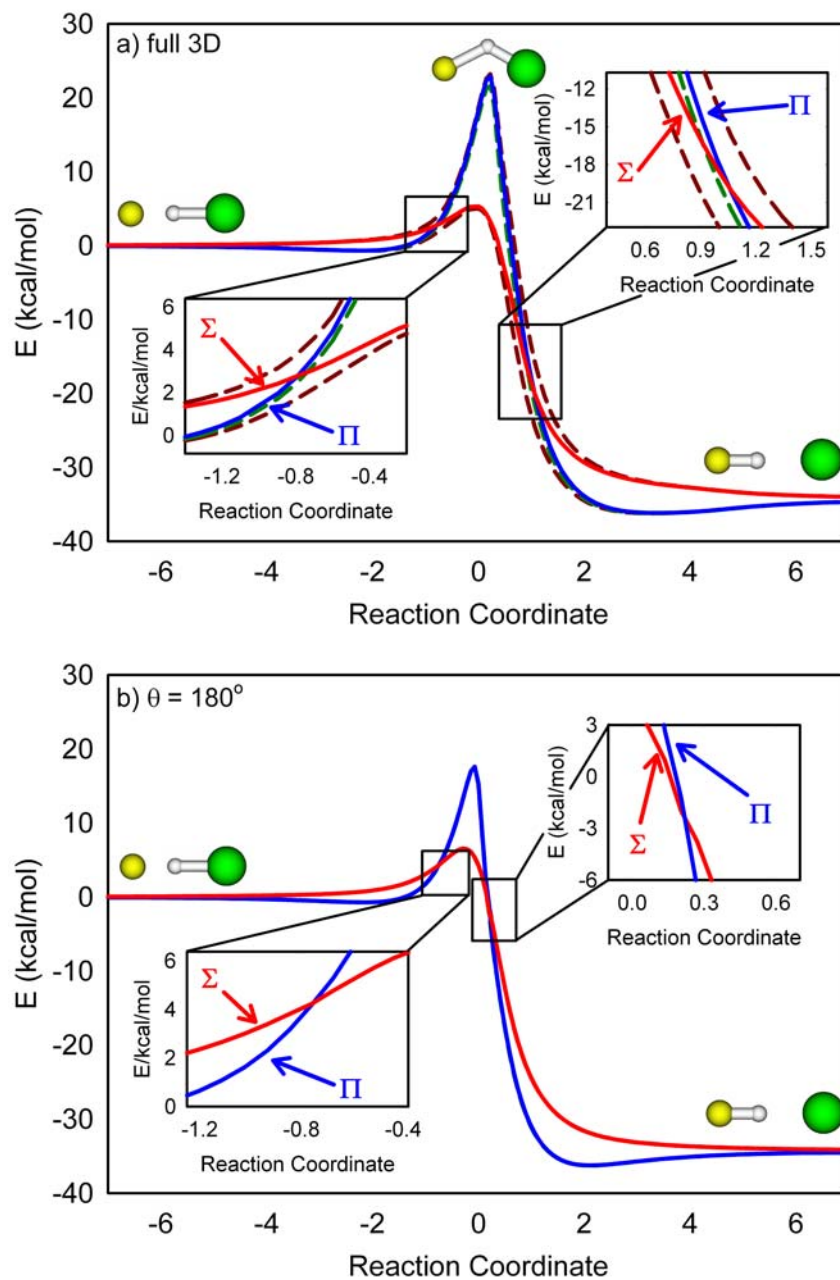 a) full 3D
30
20
10
0
-10
-20
-30
-40
E (kcal/mol)
-6 -4 -2 0 2 4 6
Reaction Coordinate
-12
-15
-18
-21
E (kcal/mol)
Σ
Π
0.6 0.9 1.2 1.5
Reaction Coordinate
6
4
2
0
E/kcal/mol
Σ
Π
-1.2 -0.8 -0.4
Reaction Coordinate
b) θ = 180°
30
20
10
0
-10
-20
-30
-40
E (kcal/mol)
-6 -4 -2 0 2 4 6
Reaction Coordinate
3
0
-3
-6
E (kcal/mol)
Σ
Π
0.0 0.3 0.6
Reaction Coordinate
6
4
2
0
E/kcal/mol
Σ
Π
-1.2 -0.8 -0.4
Reaction Coordinate